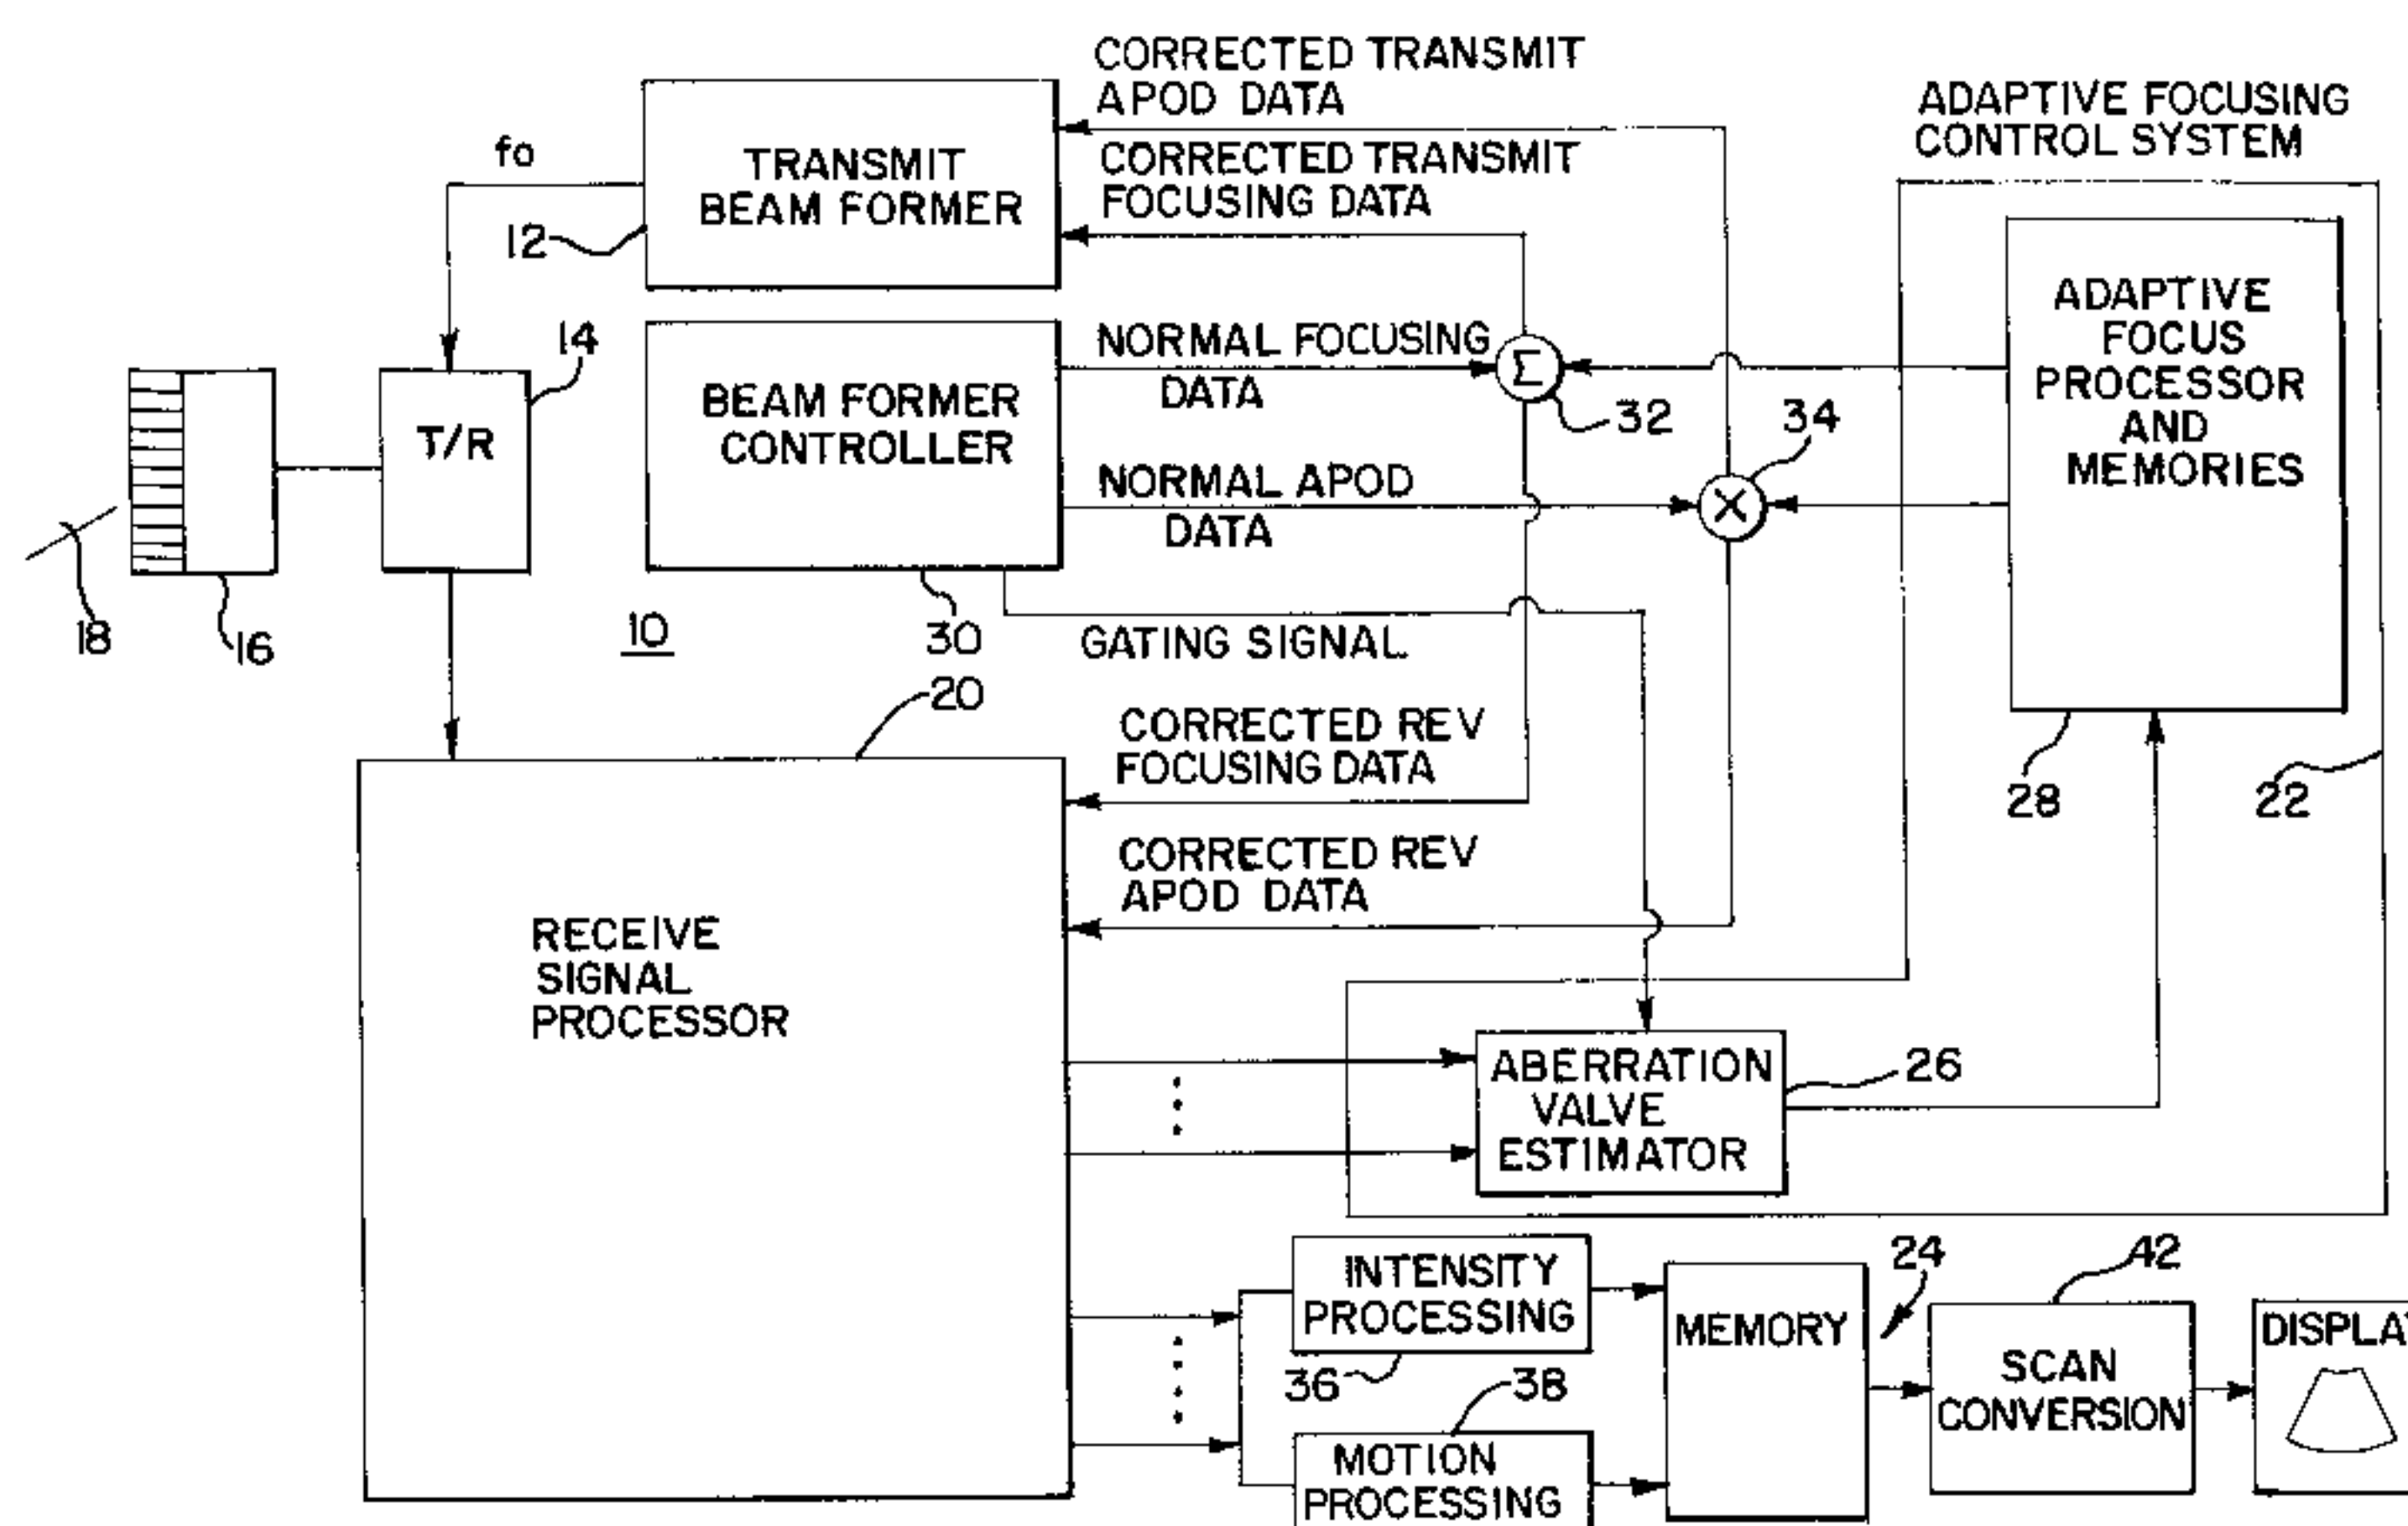 CORRECTED TRANSMIT
APOD DATA
ADAPTIVE FOCUSING
CONTROL SYSTEM
fo
TRANSMIT
BEAM FORMER
12
CORRECTED TRANSMIT
FOCUSING DATA
14
T/R
BEAM FORMER
CONTROLLER
NORMAL FOCUSING
DATA
Σ
32
34
X
NORMAL APOD
DATA
ADAPTIVE
FOCUS
PROCESSOR
AND
MEMORIES
18
16
10
30
GATING SIGNAL
20
CORRECTED REV
FOCUSING DATA
28
22
CORRECTED REV
APOD DATA
RECEIVE
SIGNAL
PROCESSOR
ABERRATION
VALVE
ESTIMATOR
26
INTENSITY
PROCESSING
36
38
MOTION
PROCESSING
MEMORY
24
42
SCAN
CONVERSION
DISPLAY